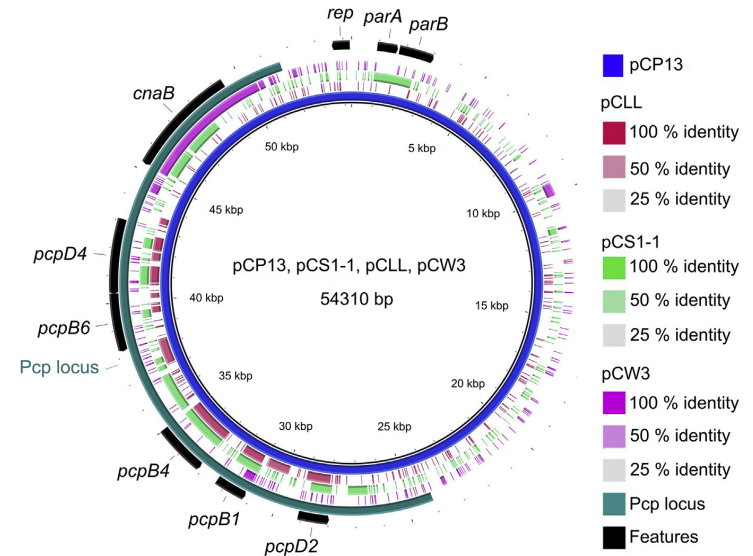 rep
parA
parB
cnaB
pcpD4
pcpB6
Pcp locus
pcpB4
pcpB1
pcpD2
50 kbp
5 kbp
45 kbp
10 kbp
40 kbp
15 kbp
35 kbp
20 kbp
30 kbp
25 kbp
pCP13, pCS1-1, pCLL, pCW3
54310 bp
pCP13
pCLL
100 % identity
50 % identity
25 % identity
pCS1-1
100 % identity
50 % identity
25 % identity
pCW3
100 % identity
50 % identity
25 % identity
Pcp locus
Features